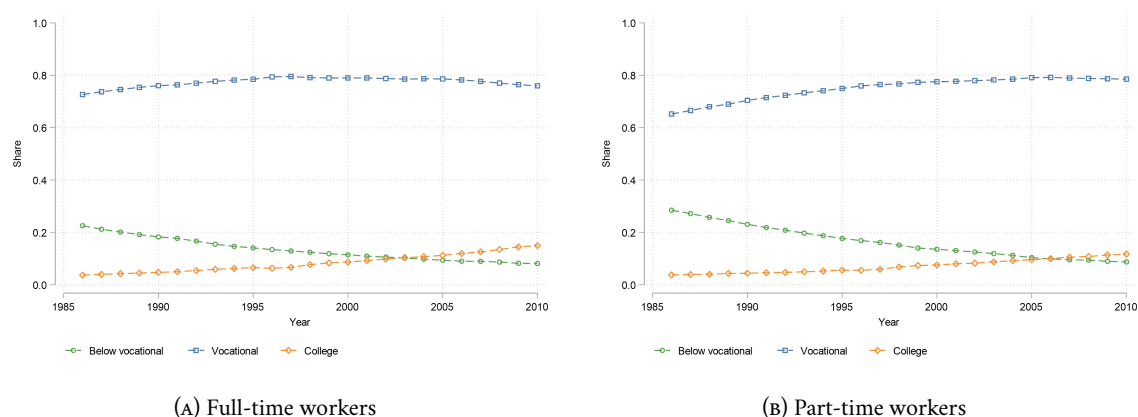 1.0
0.8
0.6
0.4
0.2
0.0
Share
1985 1990 1995 2000 2005 2010
Year
Below vocational Vocational College
(A) Full-time workers
1.0
0.8
0.6
0.4
0.2
0.0
Share
1985 1990 1995 2000 2005 2010
Year
Below vocational Vocational College
(B) Part-time workers